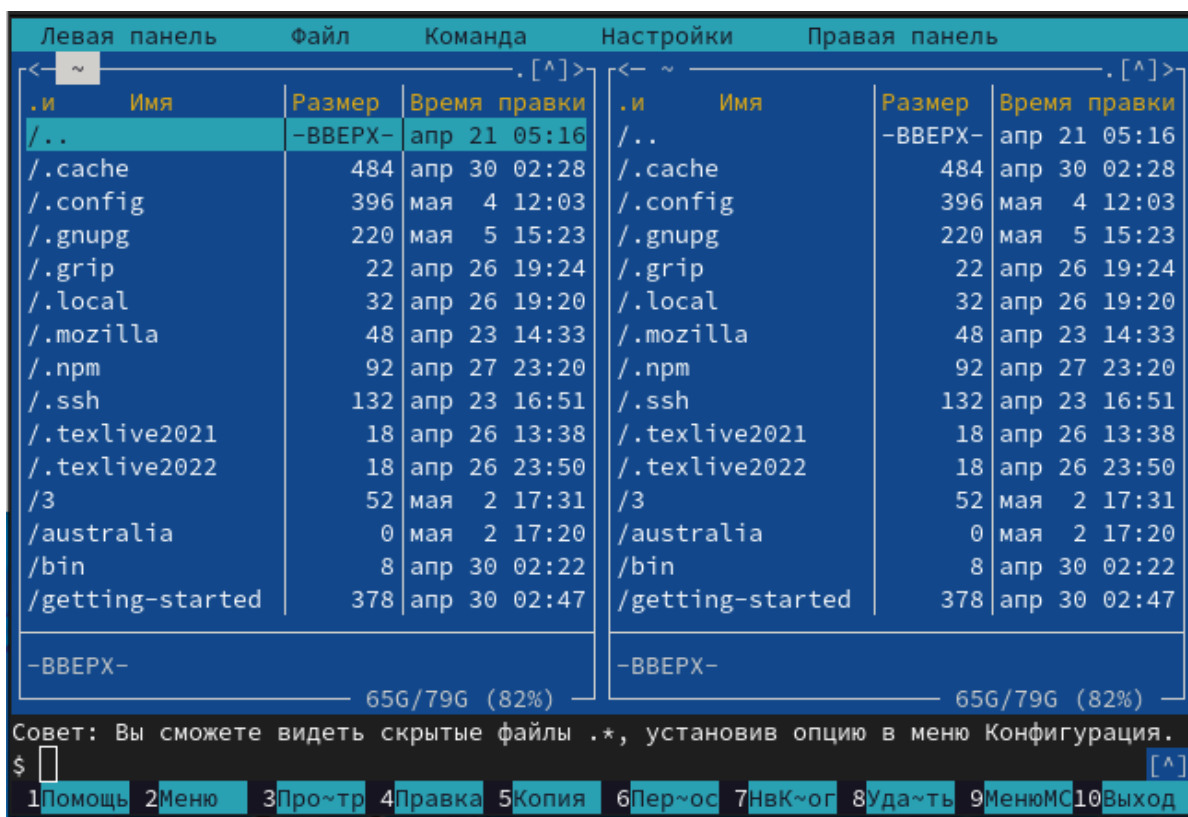 Левая панель Файл Команда Настройки Правая панель
<─ ~ .[^]> <─ ~ .[^]>
.и Имя Размер Время правки .и Имя Размер Время правки
/.. -ВВЕРХ- апр 21 05:16 /.. -ВВЕРХ- апр 21 05:16
/.cache 484 апр 30 02:28 /.cache 484 апр 30 02:28
/.config 396 мая 4 12:03 /.config 396 мая 4 12:03
/.gnupg 220 мая 5 15:23 /.gnupg 220 мая 5 15:23
/.grip 22 апр 26 19:24 /.grip 22 апр 26 19:24
/.local 32 апр 26 19:20 /.local 32 апр 26 19:20
/.mozilla 48 апр 23 14:33 /.mozilla 48 апр 23 14:33
/.npm 92 апр 27 23:20 /.npm 92 апр 27 23:20
/.ssh 132 апр 23 16:51 /.ssh 132 апр 23 16:51
/.texlive2021 18 апр 26 13:38 /.texlive2021 18 апр 26 13:38
/.texlive2022 18 апр 26 23:50 /.texlive2022 18 апр 26 23:50
/3 52 мая 2 17:31 /3 52 мая 2 17:31
/australia 0 мая 2 17:20 /australia 0 мая 2 17:20
/bin 8 апр 30 02:22 /bin 8 апр 30 02:22
/getting-started 378 апр 30 02:47 /getting-started 378 апр 30 02:47
-ВВЕРХ- -ВВЕРХ-
65G/79G (82%) 65G/79G (82%)
Совет: Вы сможете видеть скрытые файлы .*, установив опцию в меню Конфигурация.
$ [^]
1Помощь 2Меню 3Про~тр 4Правка 5Копия 6Пер~ос 7НвК~ог 8Уда~ть 9МенюMC 10Выход